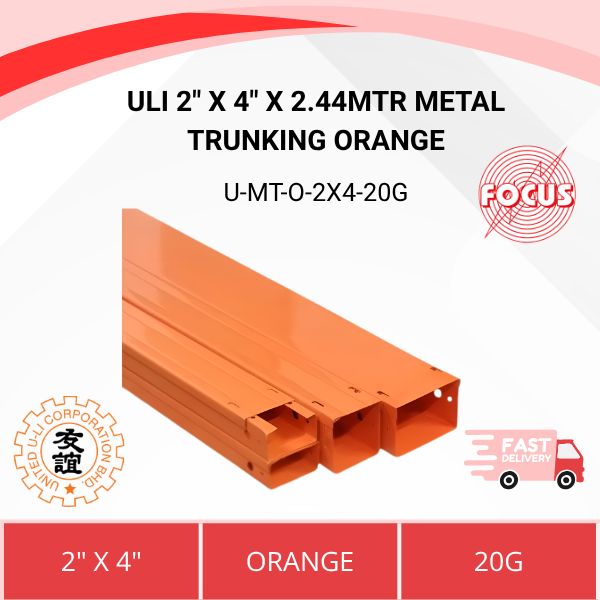 ULI 2" X 4" X 2.44MTR METAL
TRUNKING ORANGE
U-MT-O-2X4-20G
FOCUS
UNITED U-LI CORPORATION BHD.
友
誼
FAST
DELIVERY
2" X 4"
ORANGE
20G